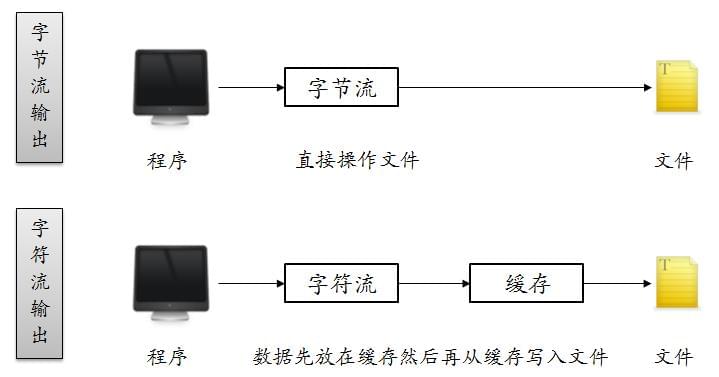 字节流输出
字节流
程序
直接操作文件
T
文件
字符流输出
字符流
缓存
程序
数据先放在缓存然后再从缓存写入文件
T
文件